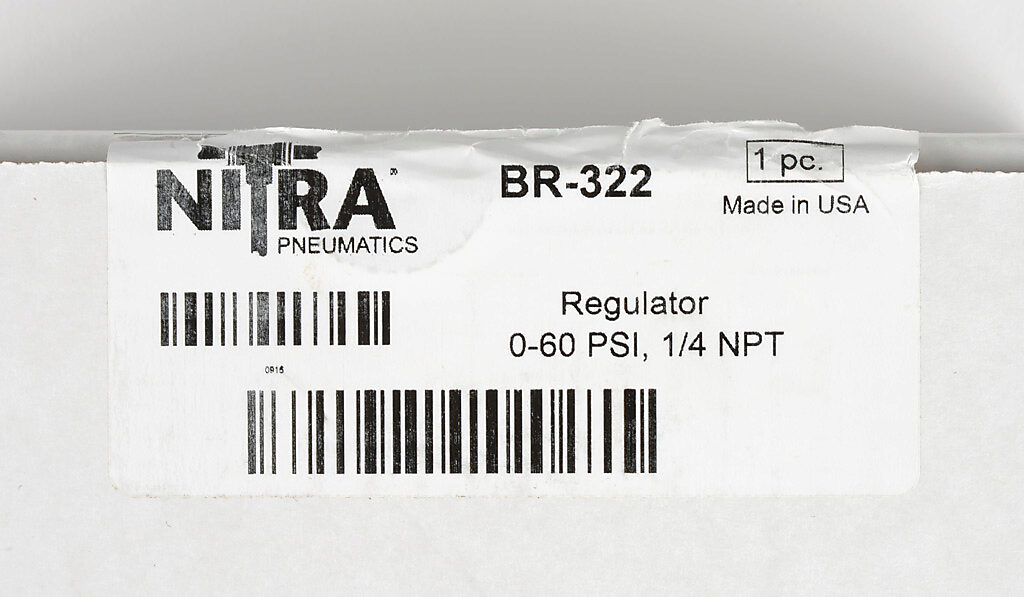 NITRA®
PNEUMATICS
BR-322
1 pc.
Made in USA
Regulator
0-60 PSI, 1/4 NPT
0916